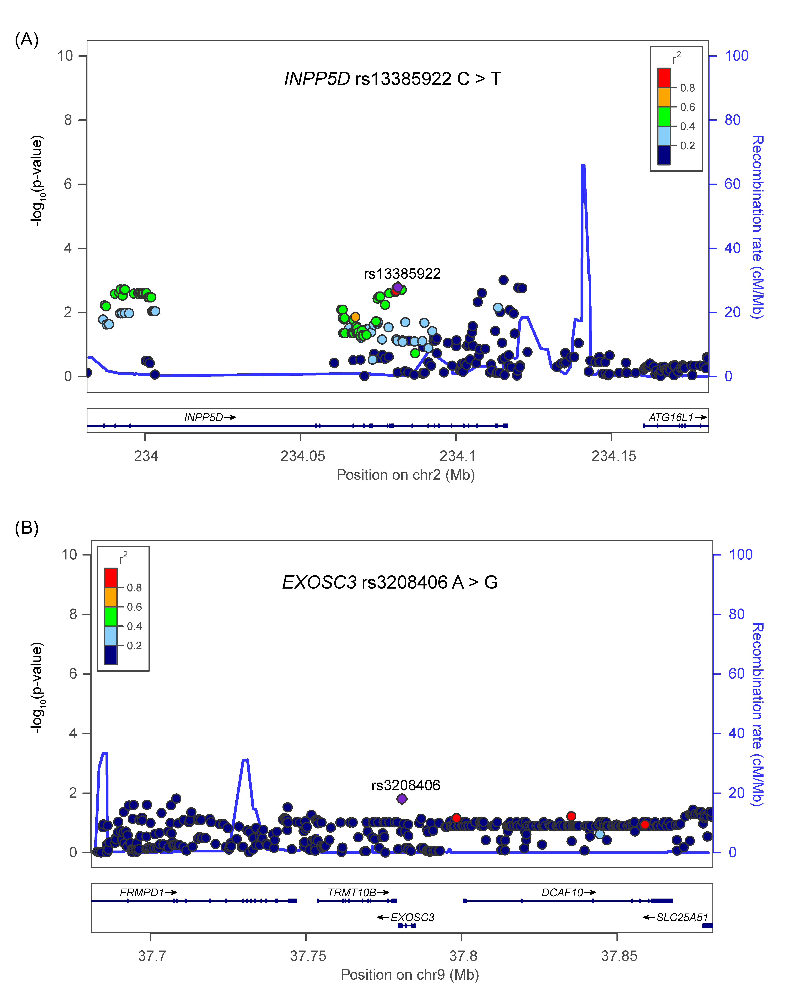 (A)
INPP5D rs13385922 C > T
r2
0.8
0.6
0.4
0.2
10
8
6
4
2
0
-log10(p-value)
100
80
60
40
20
0
Recombination rate (cM/Mb)
rs13385922
INPP5D→
ATG16L1→
234
234.05
234.1
234.15
Position on chr2 (Mb)
(B)
EXOSC3 rs3208406 A > G
r2
0.8
0.6
0.4
0.2
10
8
6
4
2
0
-log10(p-value)
100
80
60
40
20
0
Recombination rate (cM/Mb)
rs3208406
FRMPD1→
TRMT10B→
DCAF10→
←EXOSC3
←SLC25A51
37.7
37.75
37.8
37.85
Position on chr9 (Mb)